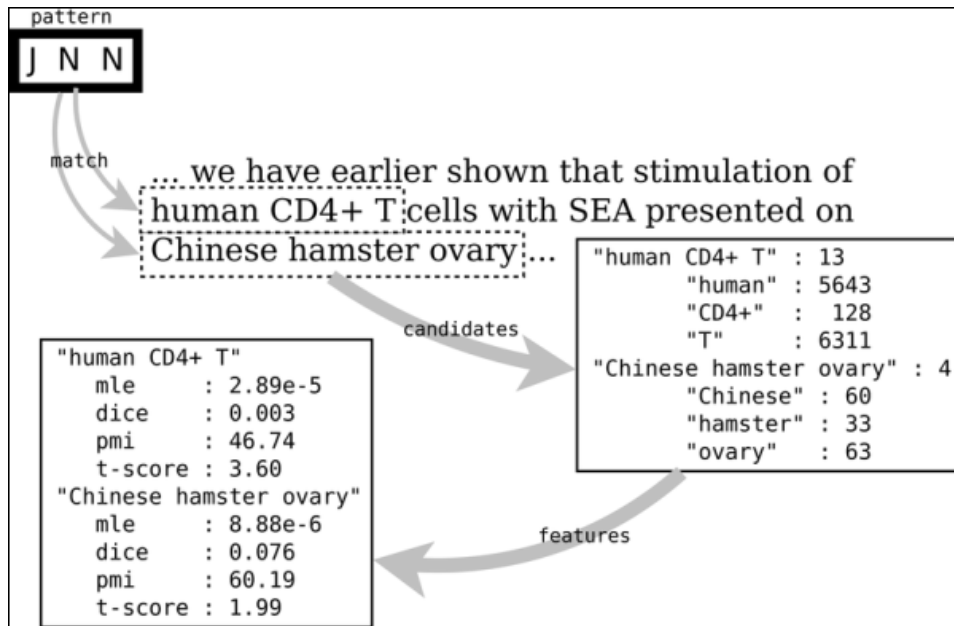 pattern
J N N
match
... we have earlier shown that stimulation of
human CD4+ T cells with SEA presented on
Chinese hamster ovary ...
candidates
"human CD4+ T" : 13
"human" : 5643
"CD4+" : 128
"T" : 6311
"Chinese hamster ovary" : 4
"Chinese" : 60
"hamster" : 33
"ovary" : 63
features
"human CD4+ T"
mle : 2.89e-5
dice : 0.003
pmi : 46.74
t-score : 3.60
"Chinese hamster ovary"
mle : 8.88e-6
dice : 0.076
pmi : 60.19
t-score : 1.99